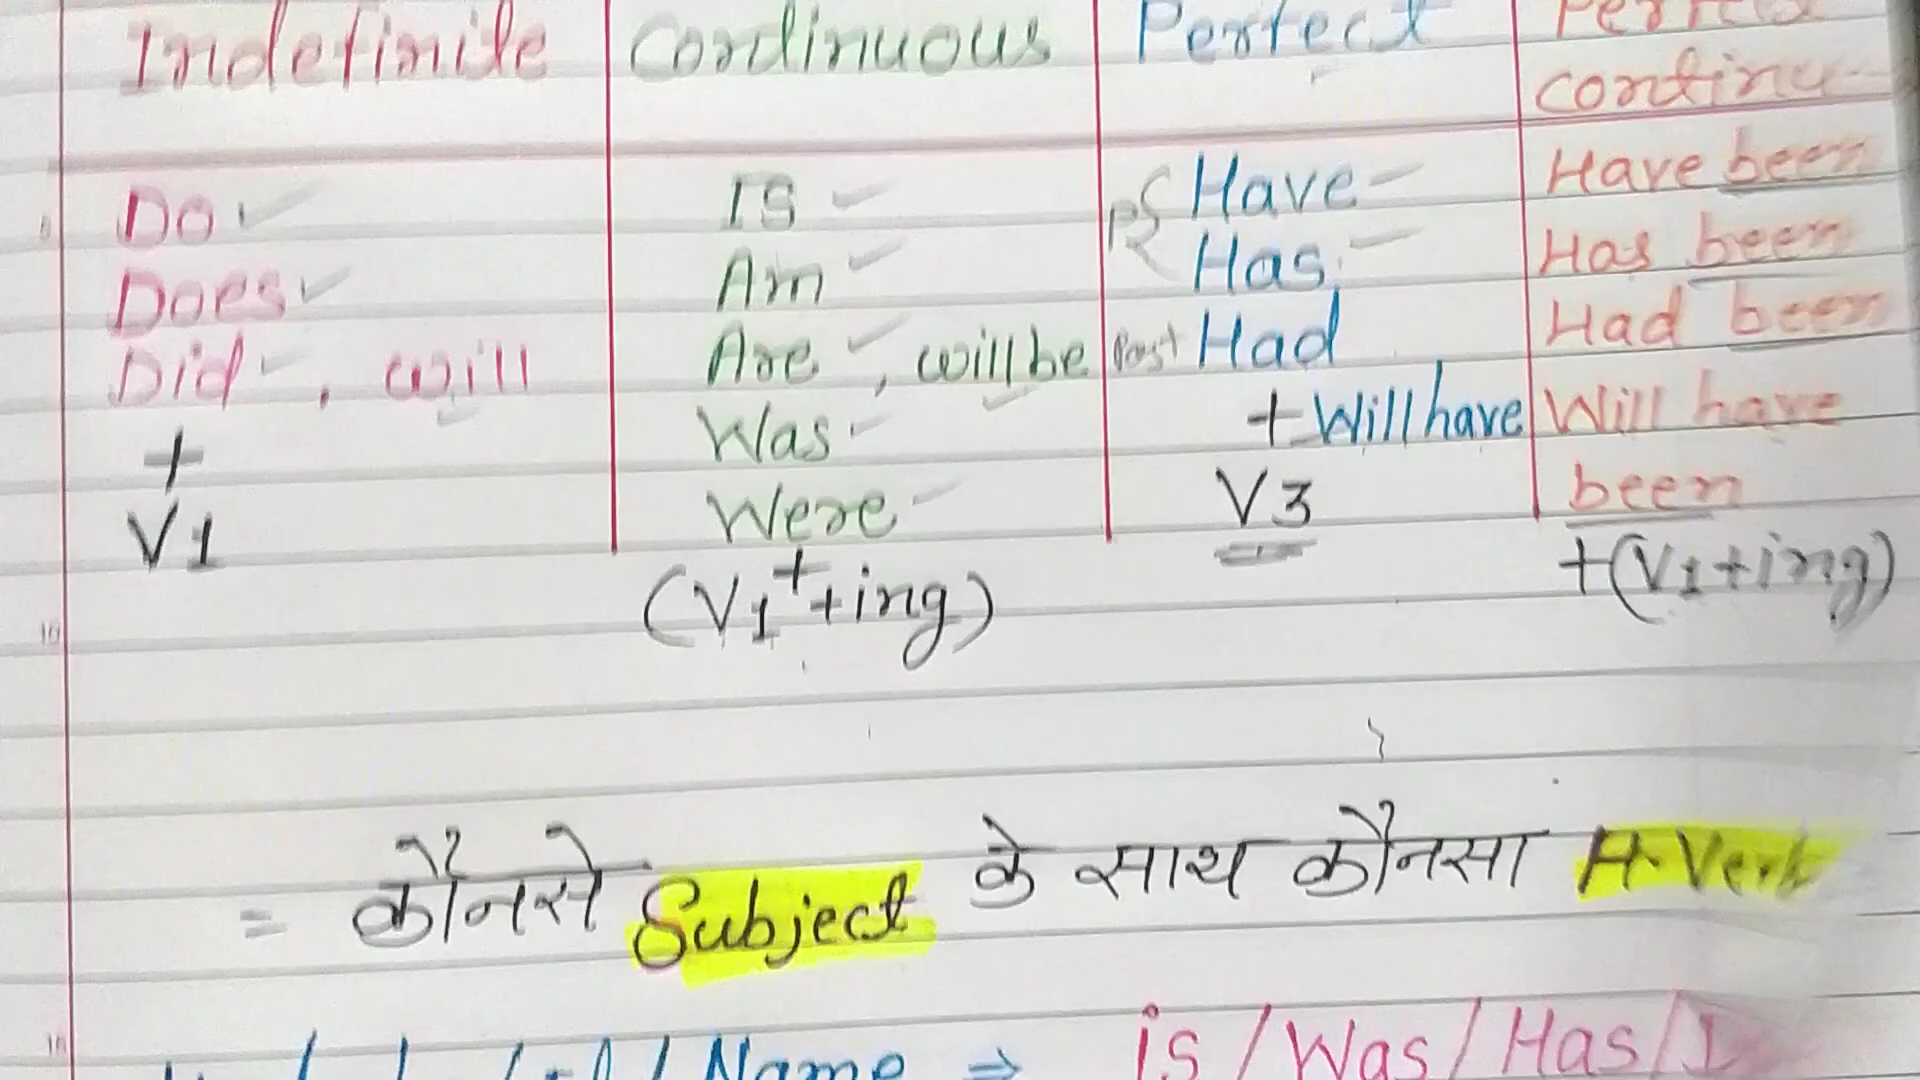 Indefinite Continuous Perfect Perfect
continu
Do IS PS Have Have been
Does Am Has Has been
Did, will Are, will be Past Had Had been
+ Was + Will have Will have
V1 Were V3 been
(V1 + +ing) +(V1+ing)
= कौनसे Subject के साथ कौनसा H.Verb
Name ⇒ is / Was / Has /